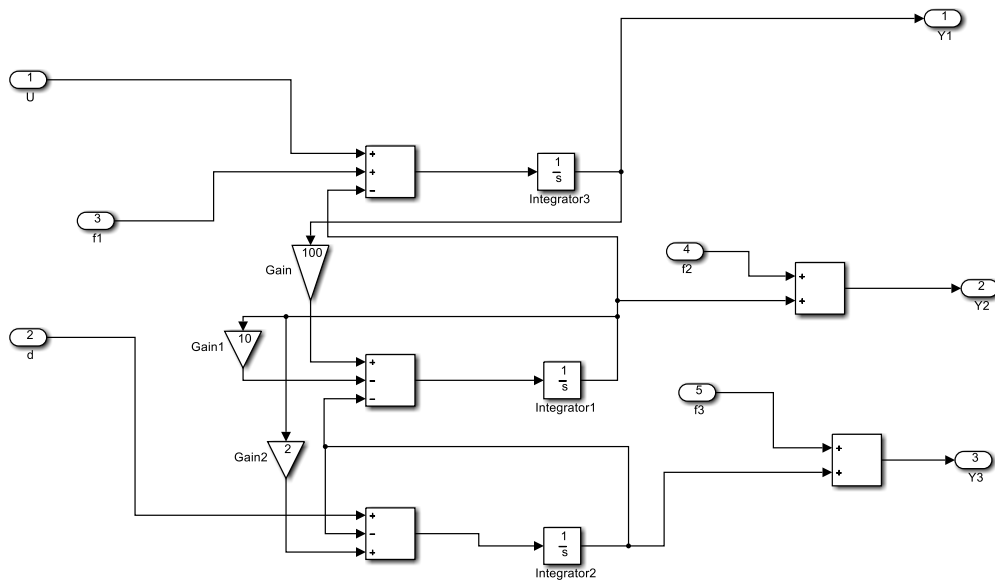 1
Y1
1
U
+
+
-
1
s
Integrator3
3
f1
100
Gain
4
f2
+
+
2
Y2
10
Gain1
2
d
+
-
-
1
s
Integrator1
5
f3
2
Gain2
+
+
3
Y3
+
-
+
1
s
Integrator2